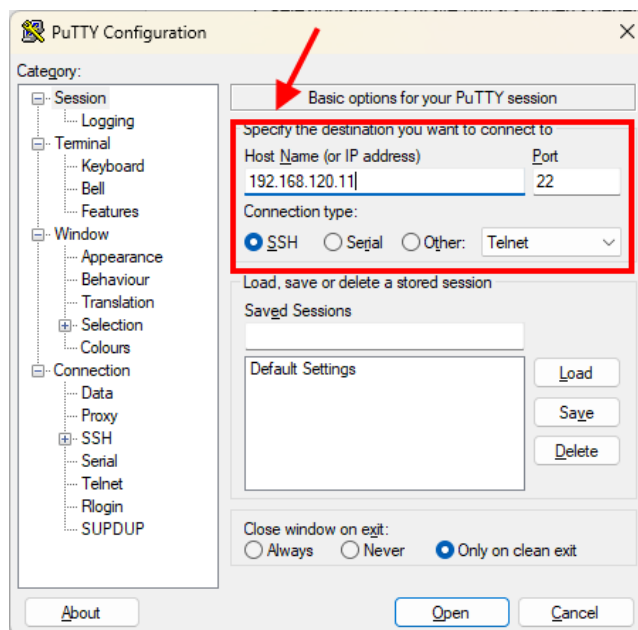 PuTTY Configuration
Category:
Session
Logging
Terminal
Keyboard
Bell
Features
Window
Appearance
Behaviour
Translation
Selection
Colours
Connection
Data
Proxy
SSH
Serial
Telnet
Rlogin
SUPDUP
Basic options for your PuTTY session
Specify the destination you want to connect to
Host Name (or IP address) Port
192.168.120.11 22
Connection type:
SSH Serial Other: Telnet
Load, save or delete a stored session
Saved Sessions
Default Settings
Load
Save
Delete
Close window on exit:
Always Never Only on clean exit
About Open Cancel